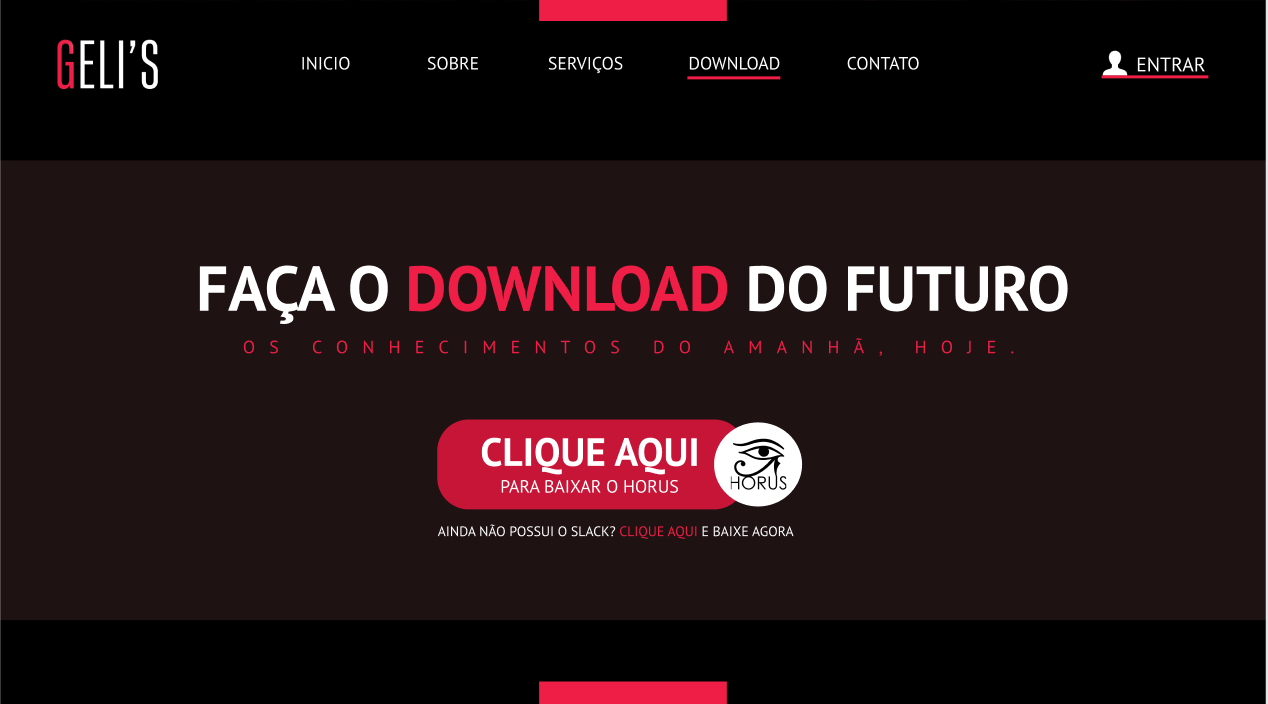 GELI'S
INICIO SOBRE SERVIÇOS DOWNLOAD CONTATO ENTRAR
FAÇA O DOWNLOAD DO FUTURO
OS CONHECIMENTOS DO AMANHÃ, HOJE.
CLIQUE AQUI
PARA BAIXAR O HORUS
HORUS
AINDA NÃO POSSUI O SLACK? CLIQUE AQUI E BAIXE AGORA